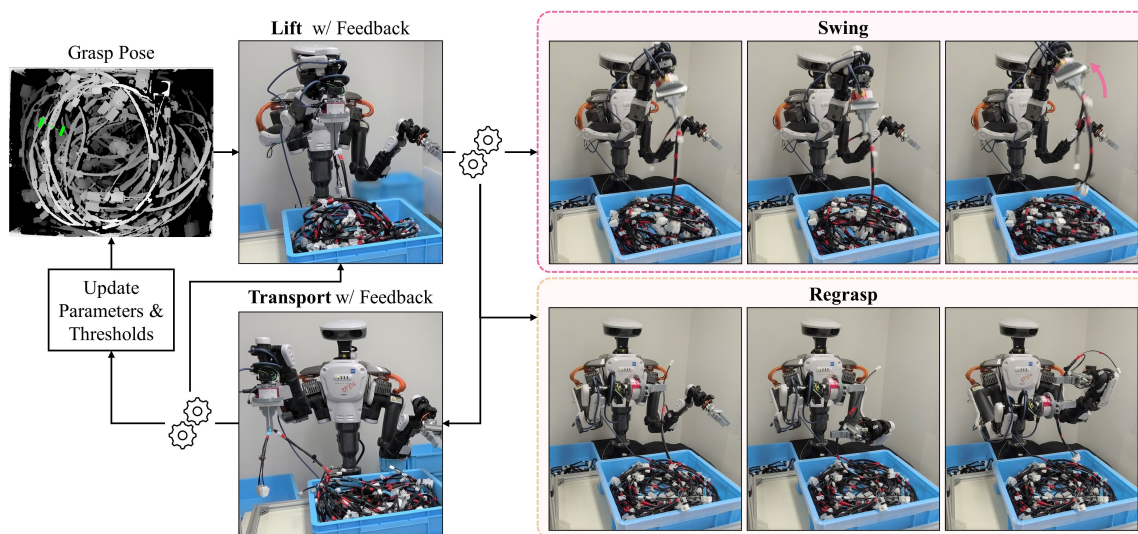 Grasp Pose
Lift w/ Feedback
Swing
Update
Parameters &
Thresholds
Transport w/ Feedback
Regrasp